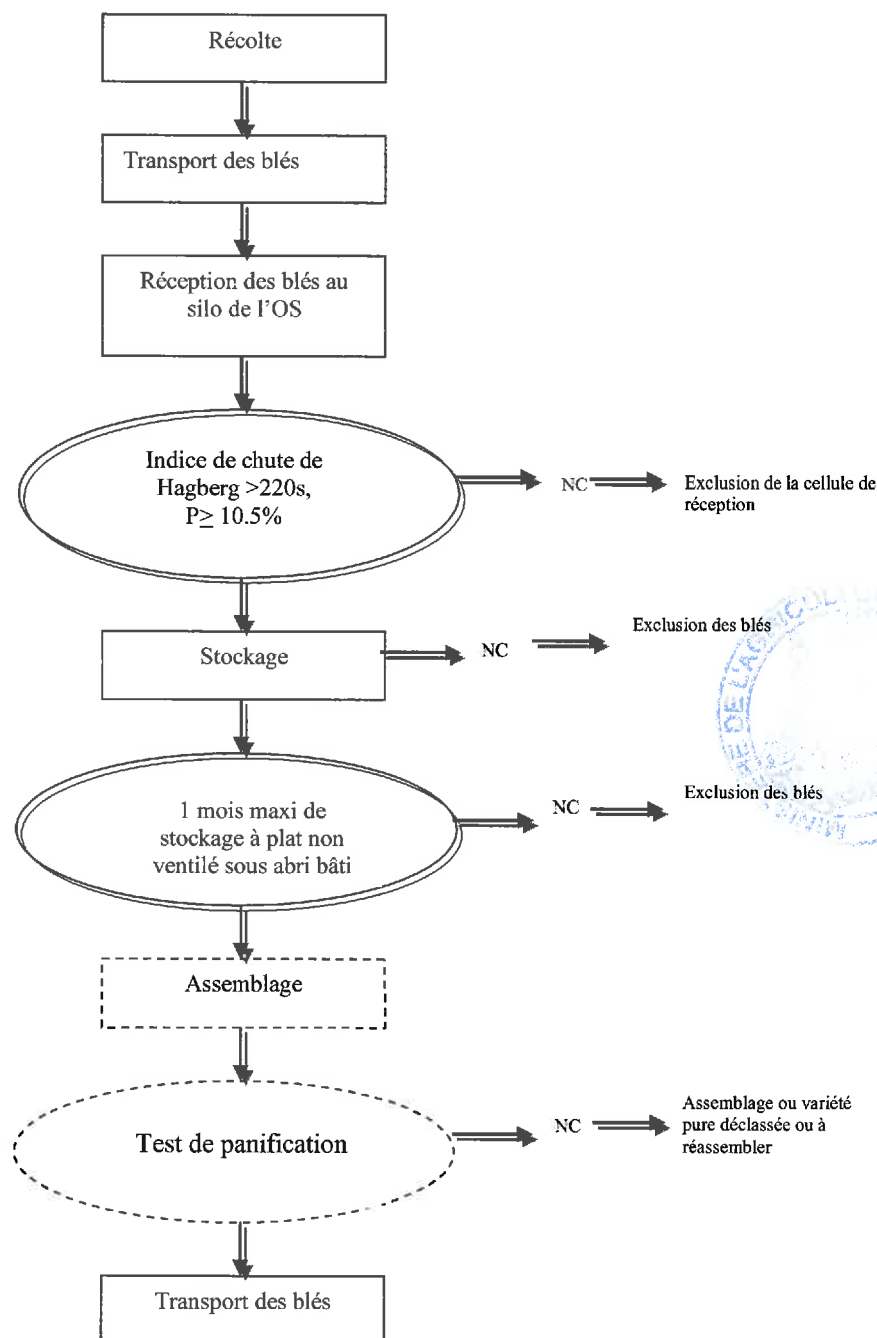 Récolte
Transport des blés
Réception des blés au
silo de l'OS
Indice de chute de
Hagberg >220s,
P≥ 10.5%
NC
Exclusion de la cellule de
réception
Stockage
NC
Exclusion des blés
1 mois maxi de
stockage à plat non
ventilé sous abri bâti
NC
Exclusion des blés
Assemblage
Test de panification
NC
Assemblage ou variété
pure déclassée ou à
réassembler
Transport des blés